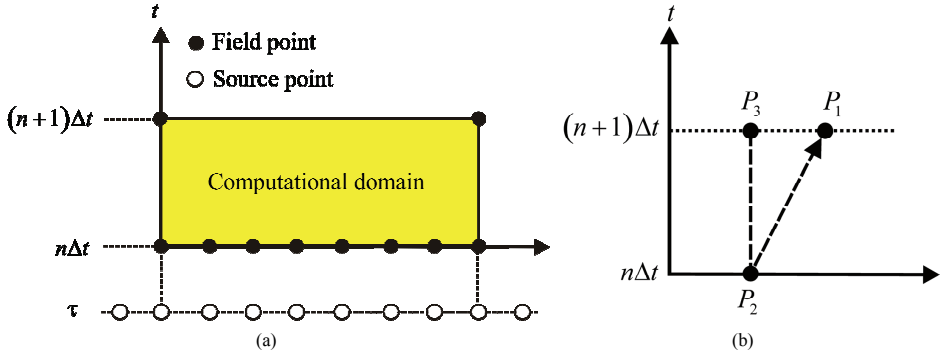 t
Field point
Source point
(n+1)Δt
Computational domain
nΔt
τ
(a)
t
P₃ P₁
(n+1)Δt
nΔt
P₂
(b)